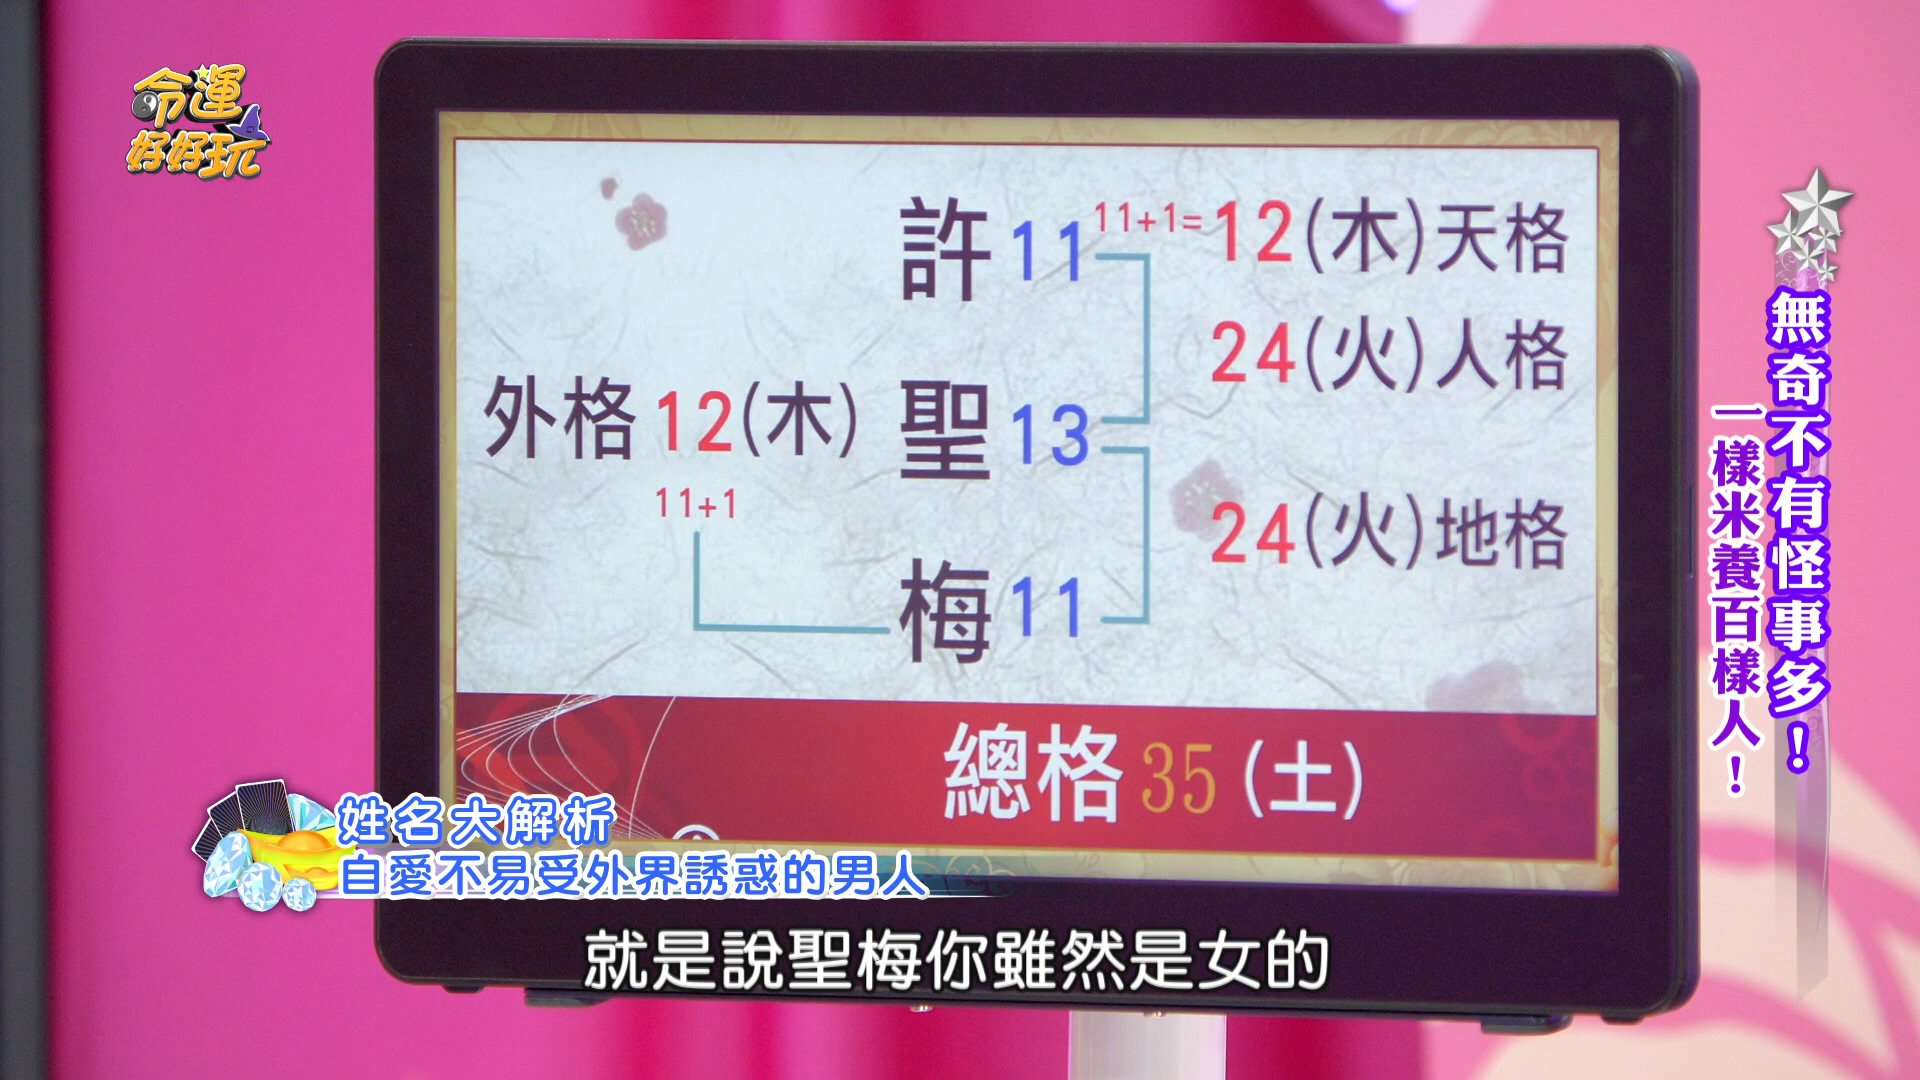 命運
好好玩
許 11 11+1=12(木)天格
24(火)人格
外格 12(木) 聖 13
11+1
24(火)地格
梅 11
總格 35 (土)
無奇不有怪事多！
一樣米養百樣人！
姓名大解析
自愛不易受外界誘惑的男人
就是說聖梅你雖然是女的